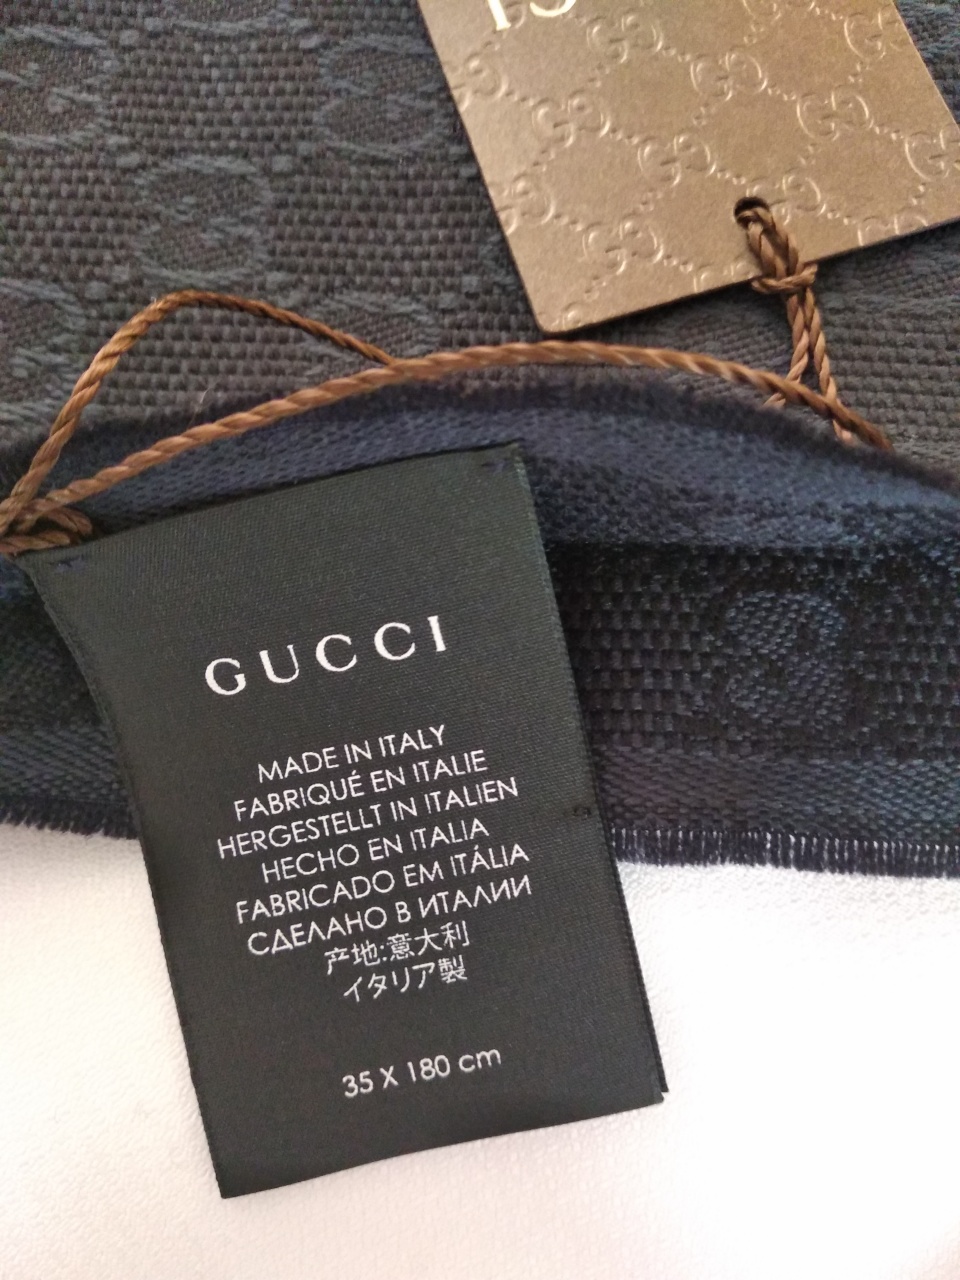 GUCCI
MADE IN ITALY
FABRIQUÉ EN ITALIE
HERGESTELLT IN ITALIEN
HECHO EN ITALIA
FABRICADO EM ITÁLIA
СДЕЛАНО В ИТАЛИИ
产地:意大利
イタリア製
35 X 180 cm